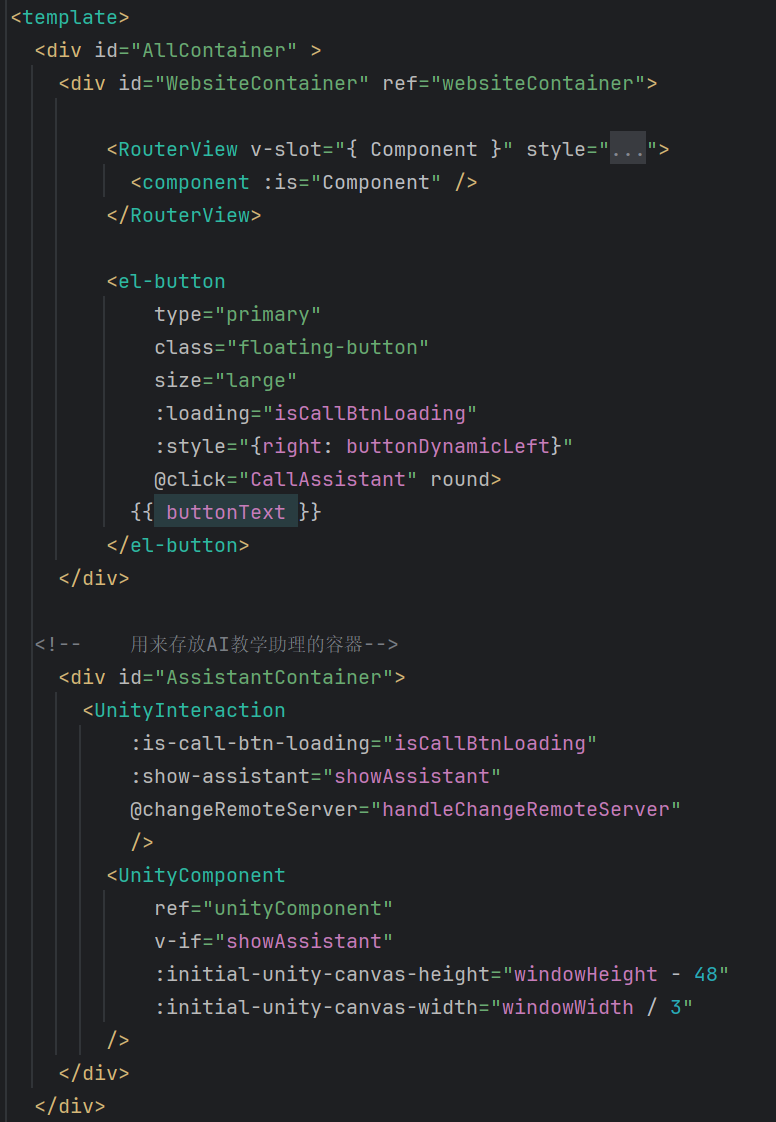 <template>
<div id="AllContainer" >
<div id="WebsiteContainer" ref="websiteContainer">
<RouterView v-slot="{ Component }" style="...">
<component :is="Component" />
</RouterView>
<el-button
type="primary"
class="floating-button"
size="large"
:loading="isCallBtnLoading"
:style="{right: buttonDynamicLeft}"
@click="CallAssistant" round>
{{ buttonText }}
</el-button>
</div>
<!--    用来存放AI教学助理的容器-->
<div id="AssistantContainer">
<UnityInteraction
:is-call-btn-loading="isCallBtnLoading"
:show-assistant="showAssistant"
@changeRemoteServer="handleChangeRemoteServer"
/>
<UnityComponent
ref="unityComponent"
v-if="showAssistant"
:initial-unity-canvas-height="windowHeight - 48"
:initial-unity-canvas-width="windowWidth / 3"
/>
</div>
</div>